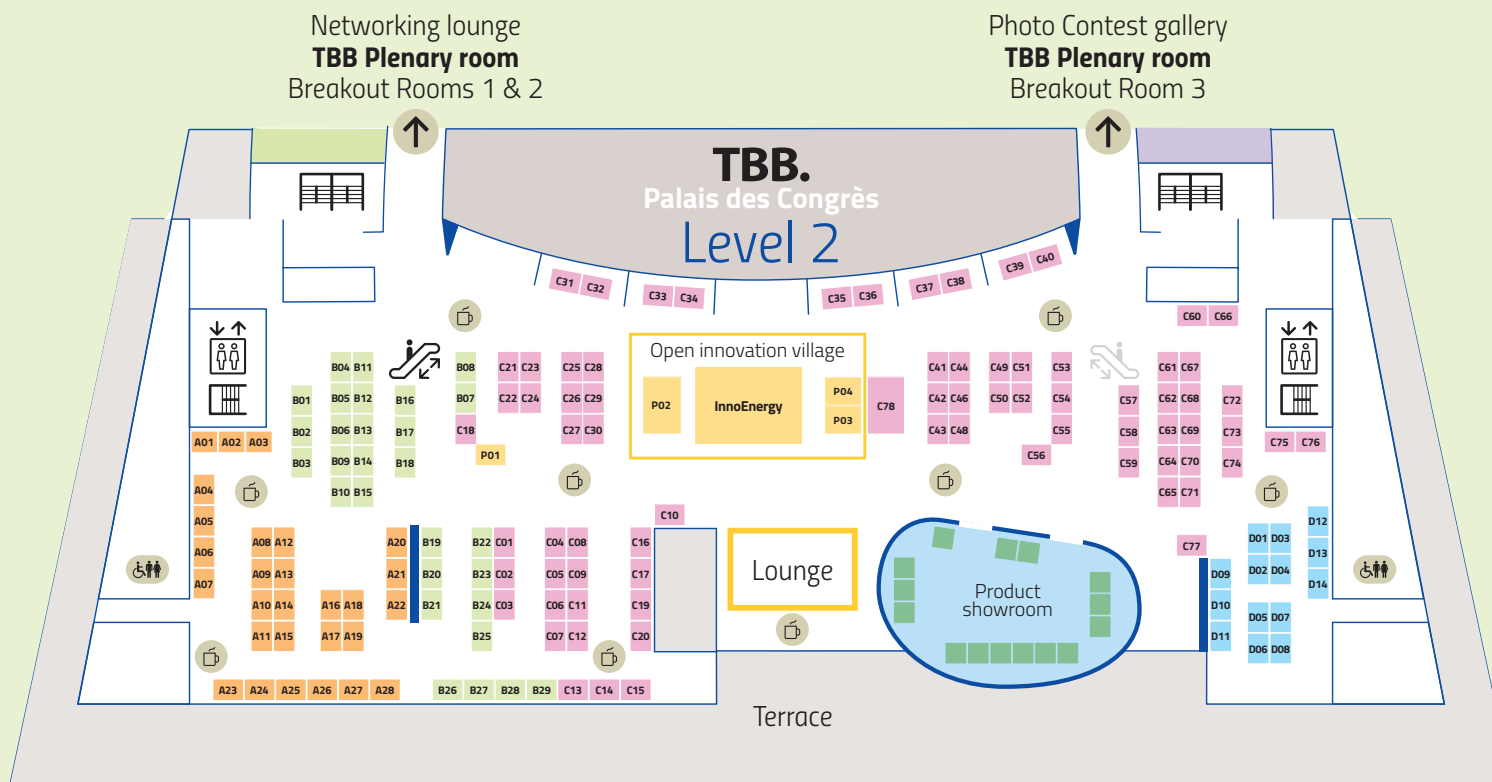 Networking lounge
TBB Plenary room
Breakout Rooms 1 & 2
Photo Contest gallery
TBB Plenary room
Breakout Room 3
TBB.
Palais des Congrès
Level 2
C31 C32
C33 C34
C35 C36
C37 C38
C39 C40
C60 C66
Open innovation village
P02
InnoEnergy
P04
P03
C78
B04 B11
B05 B12
B06 B13
B09 B14
B10 B15
B01
B02
B03
B16
B17
B18
B08
B07
C18
P01
C21 C23
C22 C24
C25 C28
C26 C29
C27 C30
C41 C44
C42 C46
C43 C48
C49 C51
C50 C52
C53
C54
C55
C56
C57
C58
C59
C61 C67
C62 C68
C63 C69
C64 C70
C65 C71
C72
C73
C74
C75 C76
A01 A02 A03
A04
A05
A06
A07
A08 A12
A09 A13
A10 A14
A11 A15
A16 A18
A17 A19
A20
A21
A22
B19
B20
B21
B22 C01
B23 C02
B24 C03
B25
C04 C08
C05 C09
C06 C11
C07 C12
C10
C16
C17
C19
C20
Lounge
Product
showroom
C77
D09
D10
D11
D01 D03
D02 D04
D05 D07
D06 D08
D12
D13
D14
A23 A24 A25 A26 A27 A28
B26 B27 B28 B29 C13 C14 C15
Terrace